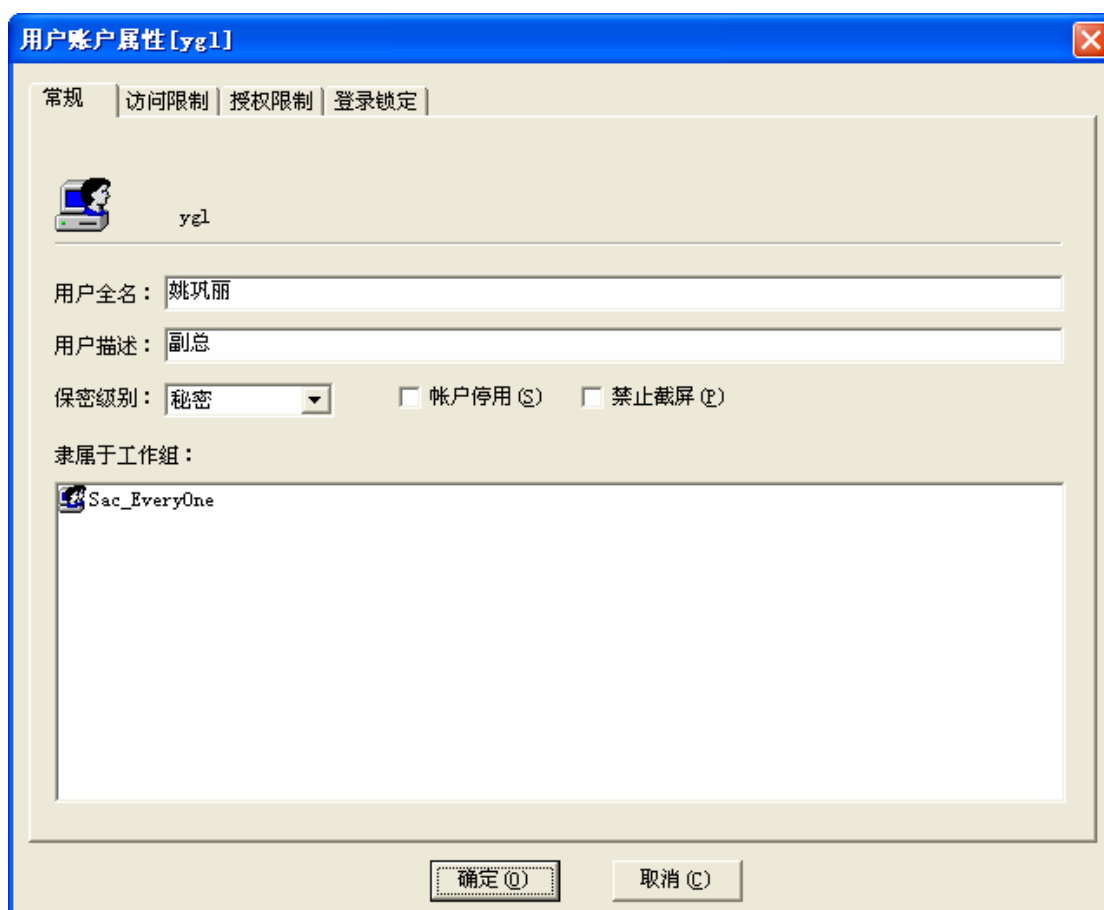 用户账户属性[ygl]
常规 访问限制 授权限制 登录锁定
ygl
用户全名： 姚巩丽
用户描述： 副总
保密级别： 秘密 帐户停用(S) 禁止截屏(P)
隶属于工作组：
Sac_EveryOne
确定(O) 取消(C)